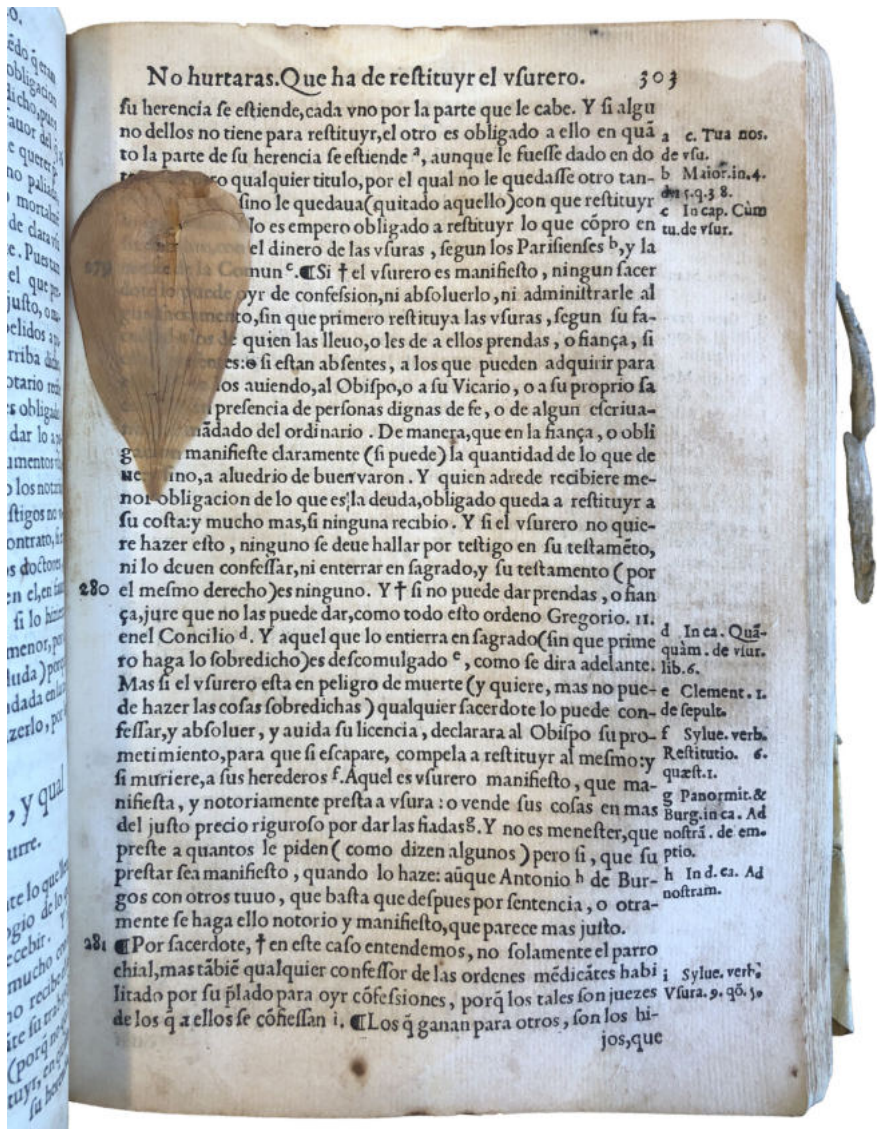 No hurtaras.Que ha de reſtituyr el vſurero. 303
ſu herencia ſe eſtiende,cada vno por la parte que le cabe. Y ſi algu
no dellos no tiene para reſtituyr,el otro es obligado a ello en quã
to la parte de ſu herencia ſe eſtiende ª, aunque le fueſſe dado en do
ro qualquier titulo,por el qual no le quedaſſe otro tan-
ſino le quedaua(quitado aquello)con que reſtituyr
No es empero obligado a reſtituyr lo que cõpro tan-
el dinero de las vſuras , ſegun los Pariſienſes ᵇ,y la
279 de la Comun ᶜ.¶Si † el vſurero es manifieſto , ningun ſacer
dote lo puede oyr de confeſsion,ni abſoluerlo,ni adminiſtrarle al
ſin que primero reſtituya las vſuras , ſegun ſu fa-
quien las lleuo,o les de a ellos prendas , o fiança, ſi
o ſi eſtan abſentes , a los que pueden adquirir para
los auiendo,al Obiſpo,o a ſu Vicario , o a ſu proprio ſa
preſencia de perſonas dignas de fe , o de algun eſcriua-
mãdado del ordinario . De manera,que en la fiança , o obli
gacion manifieſte claramente (ſi puede) la quantidad de lo que de
ue no,a aluedrio de buen varon . Y quien adrede recibiere me-
nor obligacion de lo que es la deuda,obligado queda a reſtituyr a
ſu coſta:y mucho mas,ſi ninguna recibio . Y ſi el vſurero no quie-
re hazer eſto , ninguno ſe deue hallar por teſtigo en ſu teſtamẽto,
ni lo deuen confeſſar,ni enterrar en ſagrado,y ſu teſtamento ( por
280 el meſmo derecho)es ninguno. Y † ſi no puede dar prendas , o fian
ça,jure que no las puede dar,como todo eſto ordeno Gregorio. 11.
enel Concilio ᵈ. Y aquel que lo entierra en ſagrado(ſin que prime
ro haga lo ſobredicho)es deſcomulgado ᵉ, como ſe dira adelante.
Mas ſi el vſurero eſta en peligro de muerte (y quiere, mas no pue-
de hazer las coſas ſobredichas ) qualquier ſacerdote lo puede con-
feſſar,y abſoluer , y auida ſu licencia , declarara al Obiſpo ſu pro-
metimiento,para que ſi eſcapare, compela a reſtituyr al meſmo:y
ſi muriere,a ſus herederos ᶠ.Aquel es vſurero manifieſto , que ma-
nifieſta , y notoriamente preſta a vſura : o vende ſus coſas en mas
del juſto precio riguroſo por dar las fiadas ᵍ. Y no es meneſter,que
preſte a quantos le piden ( como dizen algunos ) pero ſi , que ſu
preſtar ſea manifieſto , quando lo haze: aũque Antonio ʰ de Bur-
gos con otros tuuo , que baſta que deſpues por ſentencia , o otra-
mente ſe haga ello notorio y manifieſto,que parece mas juſto.
281 ¶Por ſacerdote, † en eſte caſo entendemos, no ſolamente el parro
chial,mas tãbiẽ qualquier confeſſor de las ordenes mẽdicãtes habi
litado por ſu p̃lado para oyr cõfeſsiones, porq̃ los tales ſon juezes
de los q̃ a ellos ſe cõfieſſan i. ¶Los q̃ ganan para otros, ſon los hi-
jos,que
a c. Tua nos.
de vſu.
b Maior.in.4.
5.q.38.
c In cap. Cùm
tu.de vſur.
d In ca. Quã-
quàm . de vſur.
lib.6.
e Clement. 1.
de ſepult.
f Sylue. verb.
Reſtitutio. 6.
quæſt.1.
g Panormit.&
Burg.in ca. Ad
noſtrã. de em-
ptio.
h In d. ca. Ad
noſtram.
i Sylue. verb.
Vſura. 9. qõ. 5.